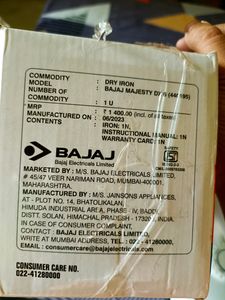 COMMODITY : DRY IRON
MODEL : BAJAJ MAJESTY
NUMBER OF
COMMODITY : 1 U
MRP : ₹ 1 400.00 (incl. of all taxes)
MANUFACTURED ON : 06/2023
CONTENTS : IRON: 1N,
INSTRUCTIONAL MANUAL: 1N
WARRANTY CARD: 1N
BAJAJ
Bajaj Electricals Limited
MARKETED BY : M/S. BAJAJ ELECTRICALS LIMITED,
# 45/47 VEER NARIMAN ROAD, MUMBAI-400001,
MAHARASHTRA.
M/S. JAINSONS APPLIANCES,
AT - PLOT NO. 14, BHATOLIKALAN,
HIMUDA INDUSTRIAL AREA, PHASE - IV, BADDI,
DISTT. SOLAN, HIMACHAL PRADESH - 173205, INDIA.
IN CASE OF CONSUMER COMPLAINT,
CONTACT : BAJAJ ELECTRICALS LIMITED,
WRITE AT MUMBAI ADDRESS, TEL. : 022- 41280000,
EMAIL : consumercare@bajajelectricals.com
CONSUMER CARE NO.
022-41280000